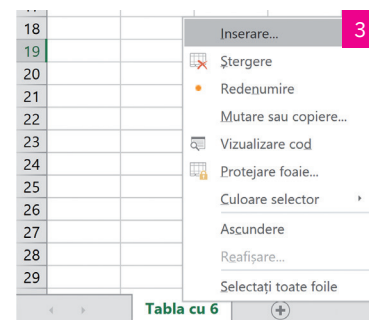 18
19
20
21
22
23
24
25
26
27
28
29
Inserare...
3
Ștergere
Redenumire
Mutare sau copiere...
Vizualizare cod
Protejare foaie...
Culoare selector
Ascundere
Reafișare...
Selectați toate foile
Tabla cu 6